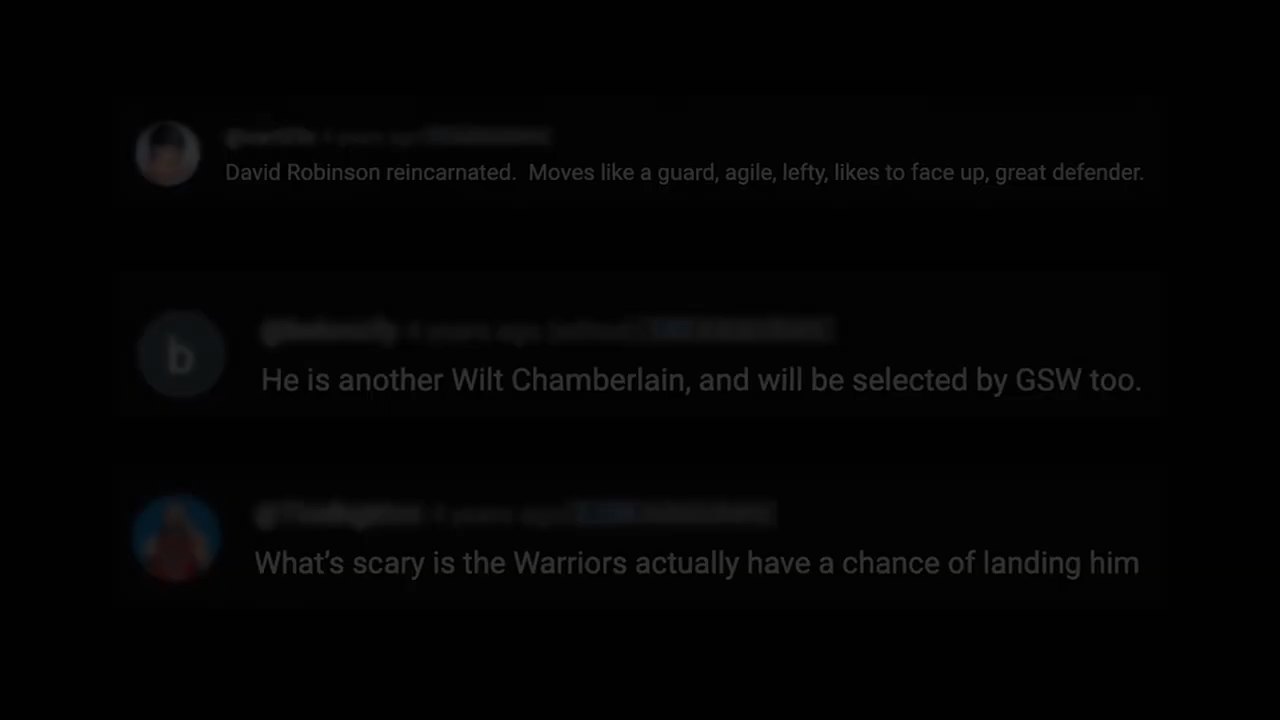 David Robinson reincarnated.  Moves like a guard, agile, lefty, likes to face up, great defender.
b
He is another Wilt Chamberlain, and will be selected by GSW too.
What's scary is the Warriors actually have a chance of landing him